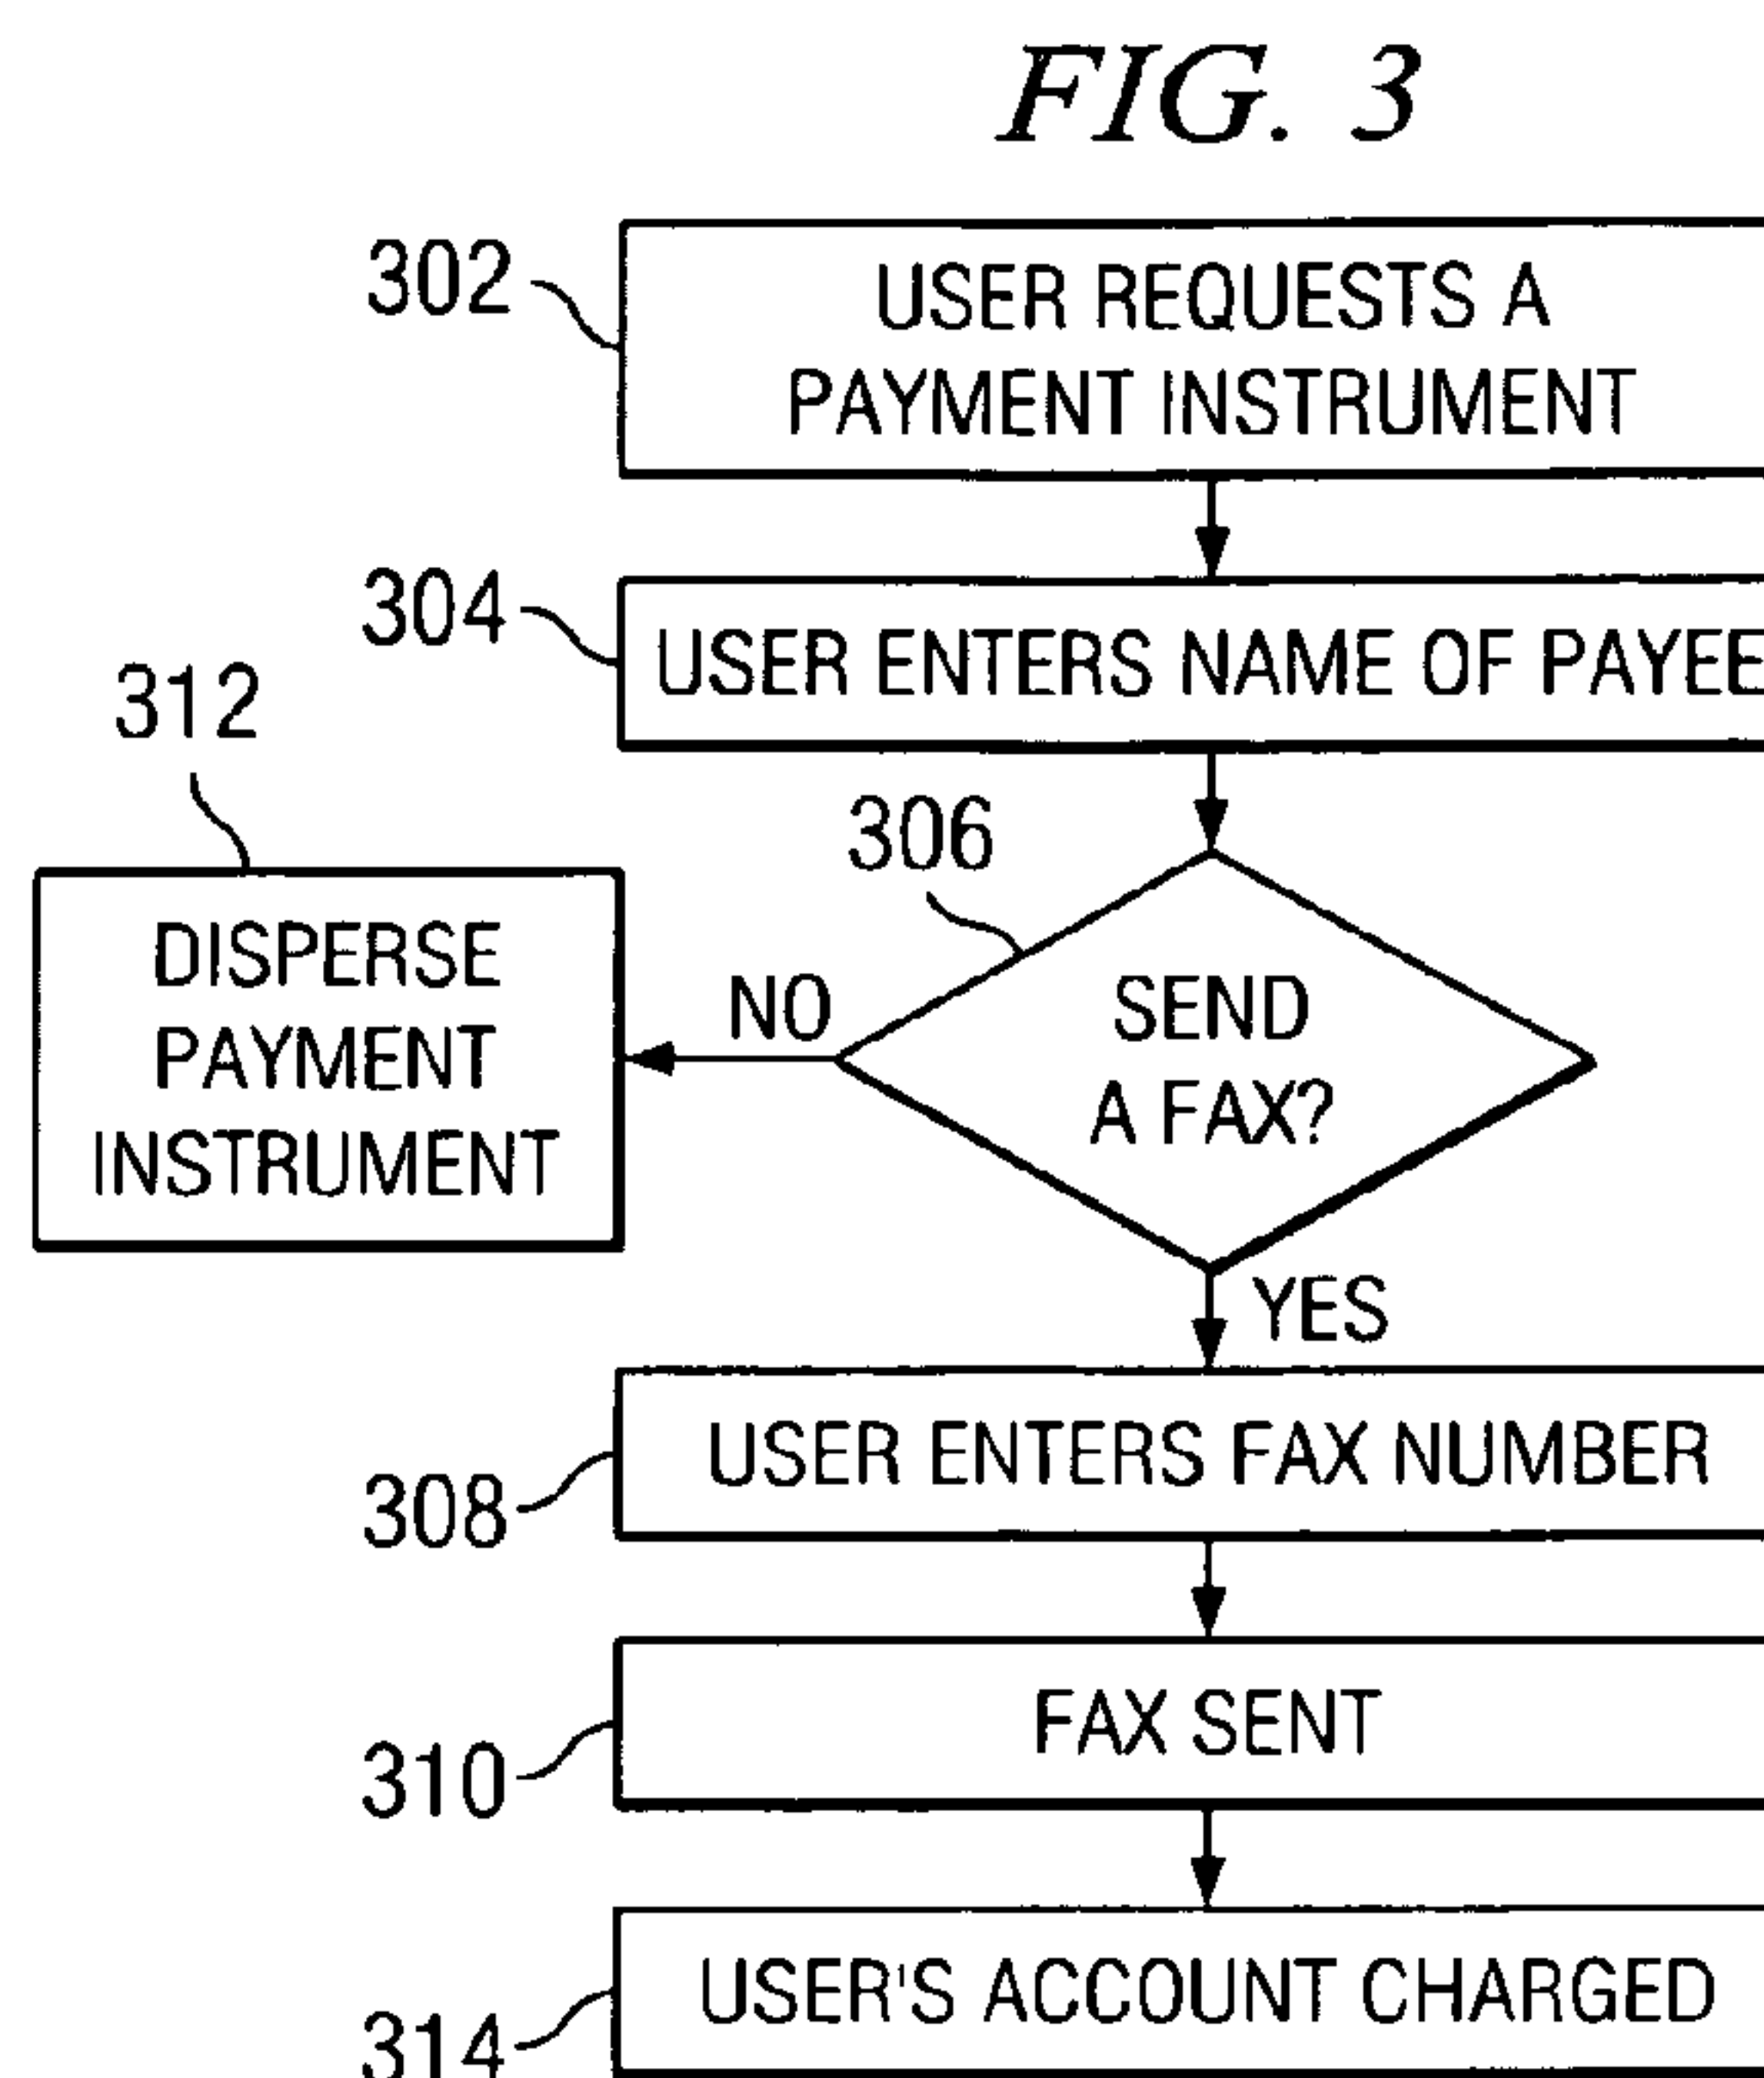 FIG. 3
302
USER REQUESTS A
PAYMENT INSTRUMENT
304
USER ENTERS NAME OF PAYEE
312
306
DISPERSE
PAYMENT
INSTRUMENT
NO
SEND
A FAX?
YES
308
USER ENTERS FAX NUMBER
310
FAX SENT
314
USER'S ACCOUNT CHARGED